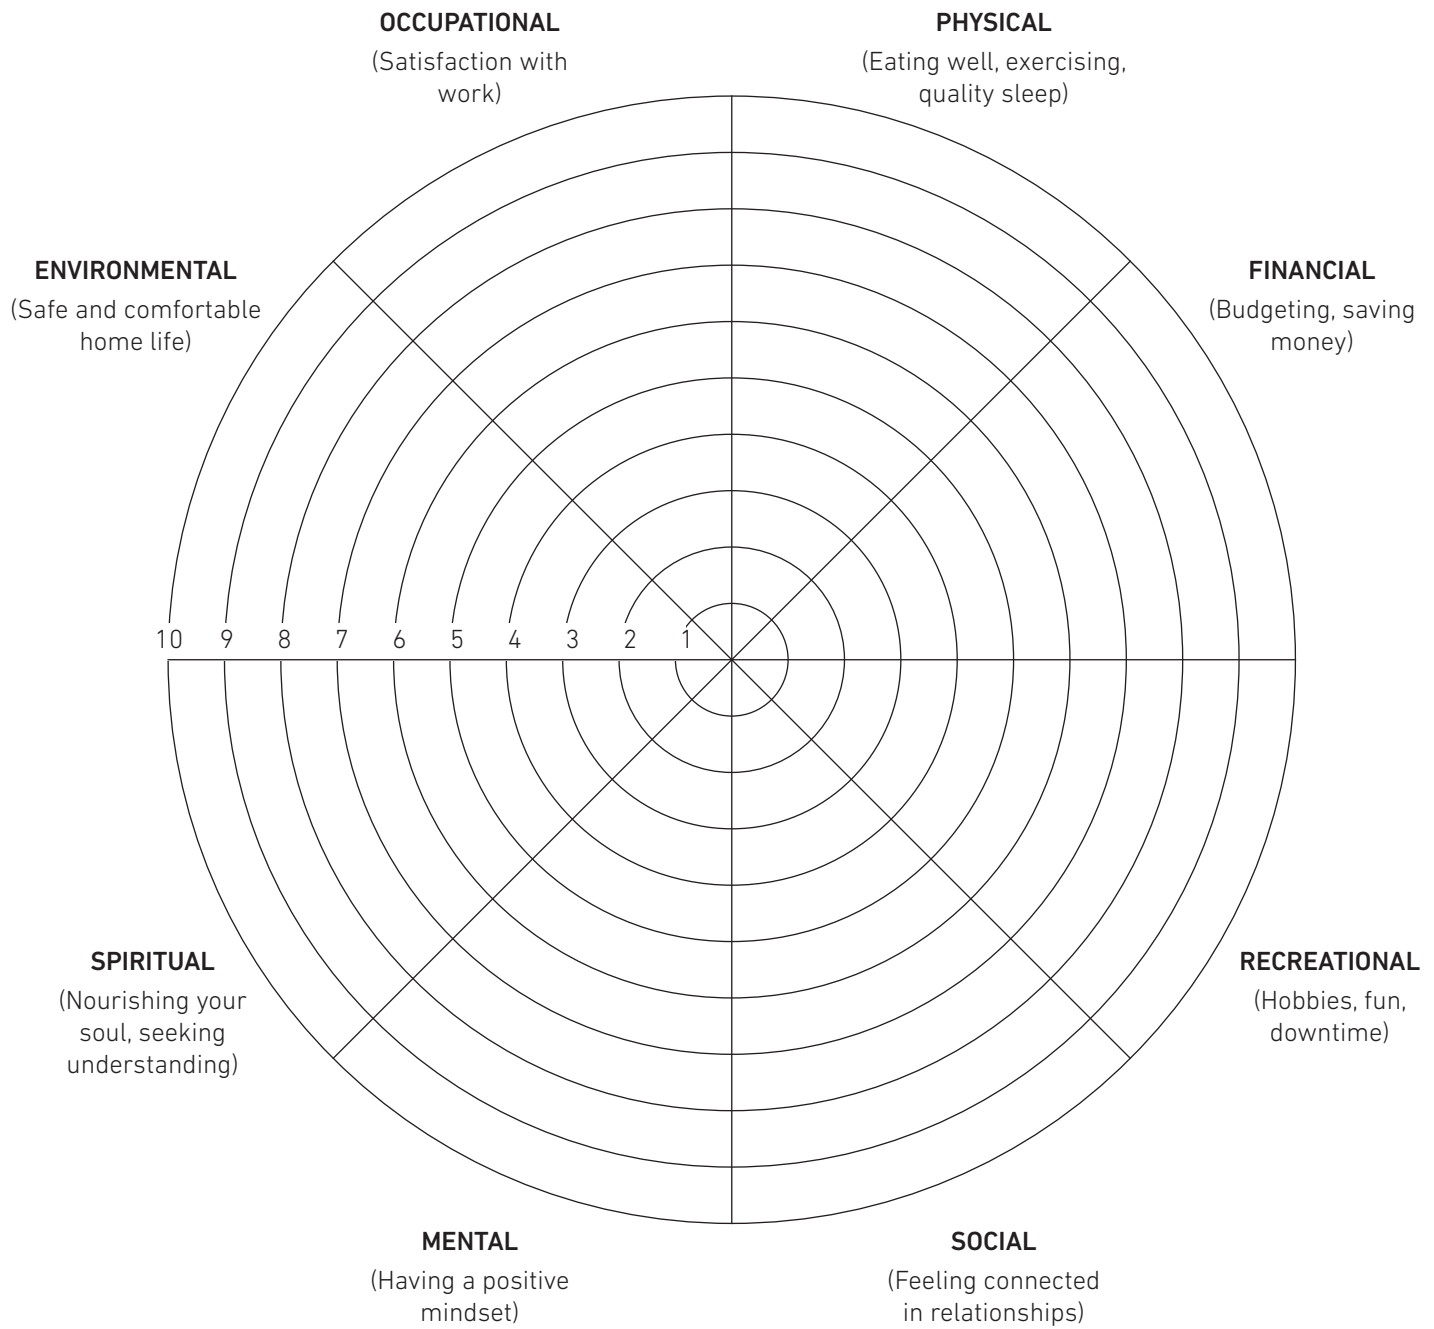 OCCUPATIONAL
(Satisfaction with
work)
PHYSICAL
(Eating well, exercising,
quality sleep)
ENVIRONMENTAL
(Safe and comfortable
home life)
FINANCIAL
(Budgeting, saving
money)
10 9 8 7 6 5 4 3 2 1
SPIRITUAL
(Nourishing your
soul, seeking
understanding)
RECREATIONAL
(Hobbies, fun,
downtime)
MENTAL
(Having a positive
mindset)
SOCIAL
(Feeling connected
in relationships)